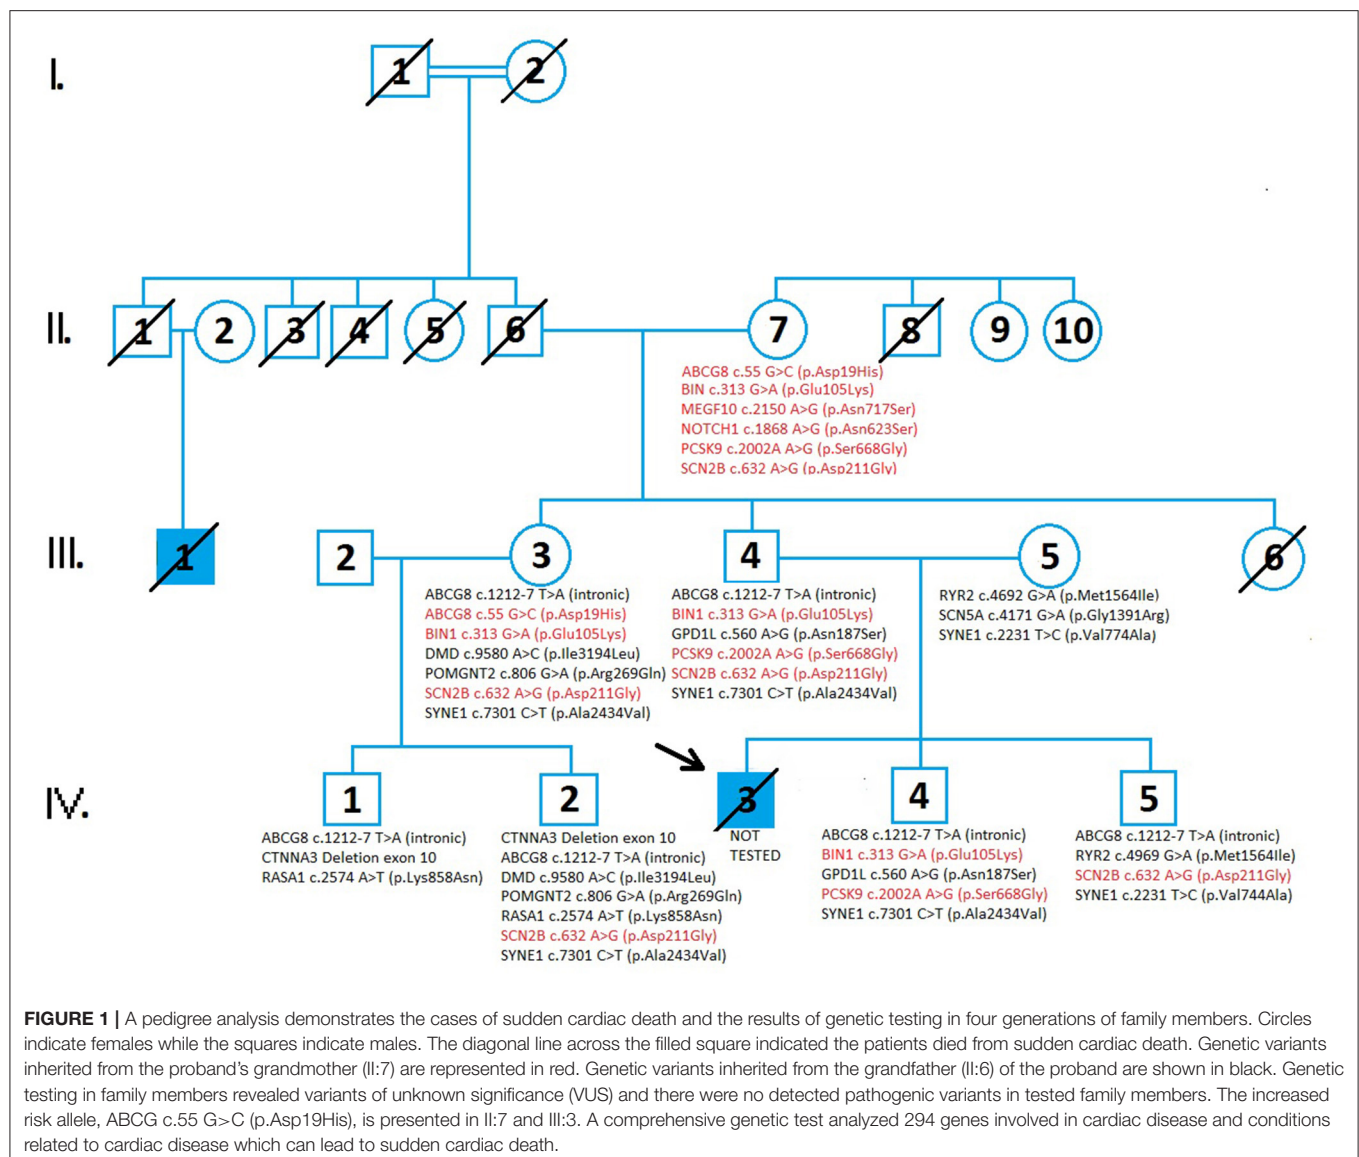 I.
1
2
II.
1
2
3
4
5
6
7
8
9
10
ABCG8 c.55 G>C (p.Asp19His)
BIN c.313 G>A (p.Glu105Lys)
MEGF10 c.2150 A>G (p.Asn717Ser)
NOTCH1 c.1868 A>G (p.Asn623Ser)
PCSK9 c.2002A A>G (p.Ser668Gly)
SCN2B c.632 A>G (p.Asp211Gly)
III.
1
2
3
4
5
6
ABCG8 c.1212-7 T>A (intronic)
ABCG8 c.55 G>C (p.Asp19His)
BIN1 c.313 G>A (p.Glu105Lys)
DMD c.9580 A>C (p.Ile3194Leu)
POMGNT2 c.806 G>A (p.Arg269Gln)
SCN2B c.632 A>G (p.Asp211Gly)
SYNE1 c.7301 C>T (p.Ala2434Val)
ABCG8 c.1212-7 T>A (intronic)
BIN1 c.313 G>A (p.Glu105Lys)
GPD1L c.560 A>G (p.Asn187Ser)
PCSK9 c.2002A A>G (p.Ser668Gly)
SCN2B c.632 A>G (p.Asp211Gly)
SYNE1 c.7301 C>T (p.Ala2434Val)
RYR2 c.4692 G>A (p.Met1564Ile)
SCN5A c.4171 G>A (p.Gly1391Arg)
SYNE1 c.2231 T>C (p.Val774Ala)
IV.
1
2
3
4
5
ABCG8 c.1212-7 T>A (intronic)
CTNNA3 Deletion exon 10
RASA1 c.2574 A>T (p.Lys858Asn)
CTNNA3 Deletion exon 10
ABCG8 c.1212-7 T>A (intronic)
DMD c.9580 A>C (p.Ile3194Leu)
POMGNT2 c.806 G>A (p.Arg269Gln)
RASA1 c.2574 A>T (p.Lys858Asn)
SCN2B c.632 A>G (p.Asp211Gly)
SYNE1 c.7301 C>T (p.Ala2434Val)
NOT
TESTED
ABCG8 c.1212-7 T>A (intronic)
BIN1 c.313 G>A (p.Glu105Lys)
GPD1L c.560 A>G (p.Asn187Ser)
PCSK9 c.2002A A>G (p.Ser668Gly)
SYNE1 c.7301 C>T (p.Ala2434Val)
ABCG8 c.1212-7 T>A (intronic)
RYR2 c.4969 G>A (p.Met1564Ile)
SCN2B c.632 A>G (p.Asp211Gly)
SYNE1 c.2231 T>C (p.Val744Ala)
FIGURE 1 | A pedigree analysis demonstrates the cases of sudden cardiac death and the results of genetic testing in four generations of family members. Circles
indicate females while the squares indicate males. The diagonal line across the filled square indicated the patients died from sudden cardiac death. Genetic variants
inherited from the proband's grandmother (II:7) are represented in red. Genetic variants inherited from the grandfather (II:6) of the proband are shown in black. Genetic
testing in family members revealed variants of unknown significance (VUS) and there were no detected pathogenic variants in tested family members. The increased
risk allele, ABCG c.55 G>C (p.Asp19His), is presented in II:7 and III:3. A comprehensive genetic test analyzed 294 genes involved in cardiac disease and conditions
related to cardiac disease which can lead to sudden cardiac death.